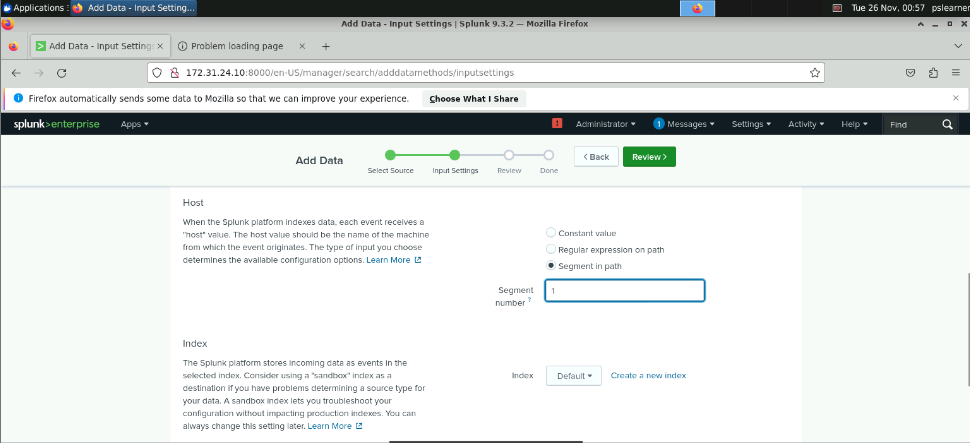 Applications
Add Data - Input Setting...
Tue 26 Nov, 00:57 pslearner
Add Data - Input Settings | Splunk 9.3.2 — Mozilla Firefox
Add Data - Input Settings
Problem loading page
172.31.24.10:8000/en-US/manager/search/adddatamethods/inputsettings
Firefox automatically sends some data to Mozilla so that we can improve your experience.
Choose What I Share
splunk>enterprise Apps
! Administrator 1 Messages Settings Activity Help Find
Add Data
Select Source
Input Settings
Review
Done
< Back
Review >
Host
When the Splunk platform indexes data, each event receives a
"host" value. The host value should be the name of the machine
from which the event originates. The type of input you choose
determines the available configuration options. Learn More
Constant value
Regular expression on path
Segment in path
Segment
number ?
1
Index
The Splunk platform stores incoming data as events in the
selected index. Consider using a "sandbox" index as a
destination if you have problems determining a source type for
your data. A sandbox index lets you troubleshoot your
configuration without impacting production indexes. You can
always change this setting later. Learn More
Index
Default
Create a new index